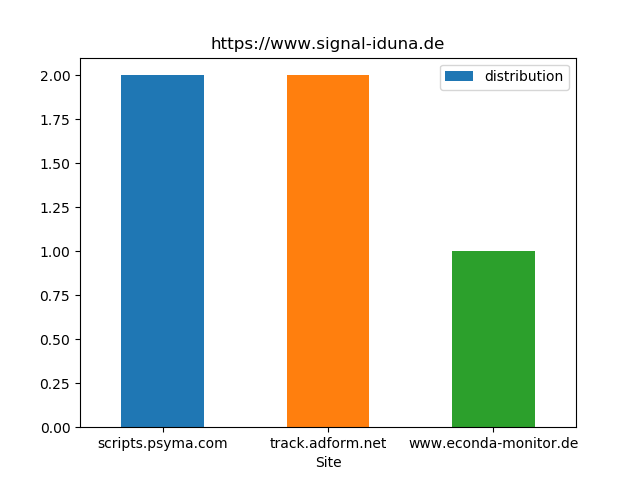 https://www.signal-iduna.de
distribution
2.00
1.75
1.50
1.25
1.00
0.75
0.50
0.25
0.00
scripts.psyma.com track.adform.net www.econda-monitor.de
Site